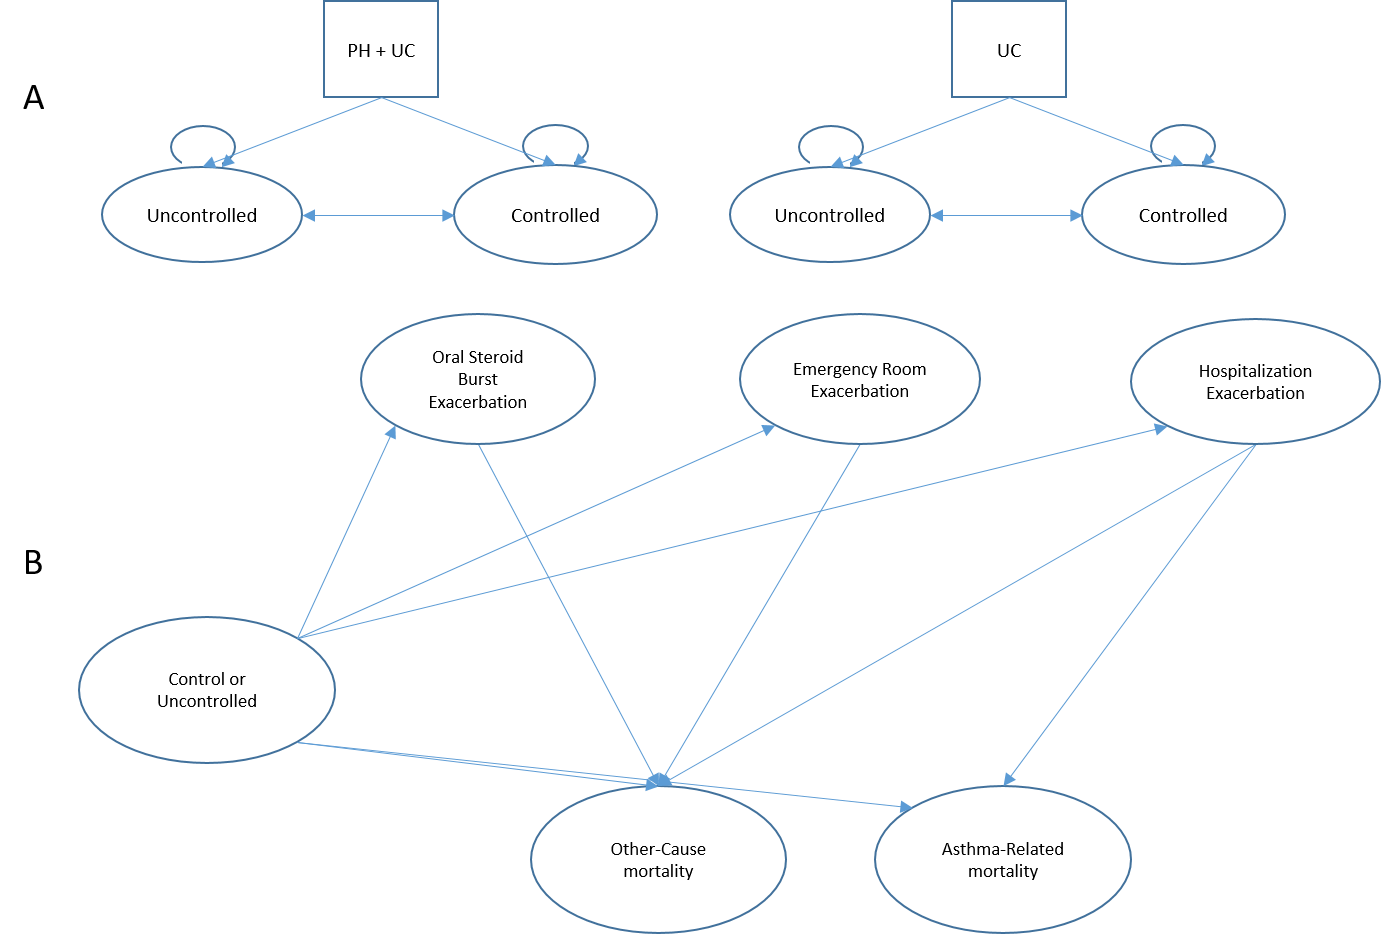 PH + UC
UC
A
Uncontrolled
Controlled
Uncontrolled
Controlled
Oral Steroid
Burst
Exacerbation
Emergency Room
Exacerbation
Hospitalization
Exacerbation
B
Control or
Uncontrolled
Other-Cause
mortality
Asthma-Related
mortality